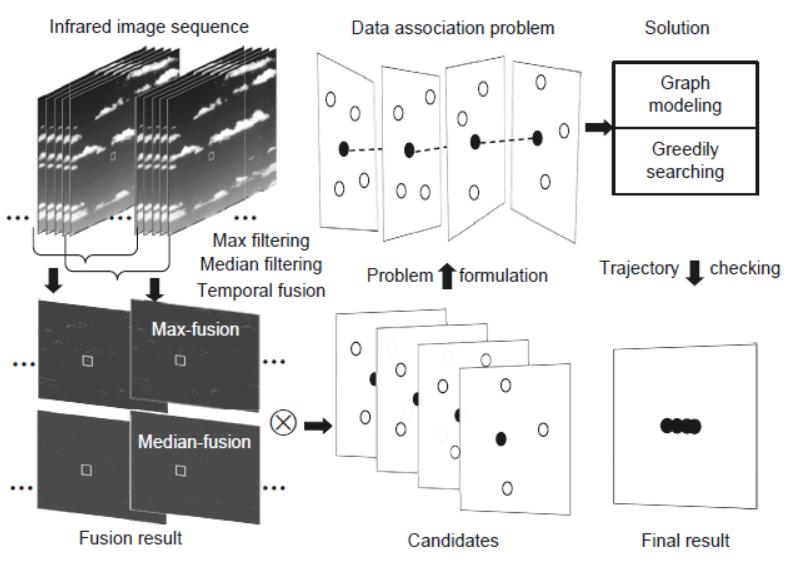 Infrared image sequence
Data association problem
Solution
Graph
modeling
Greedily
searching
...
...
Max filtering
Median filtering
Temporal fusion
Problem formulation
Trajectory checking
Max-fusion
...
...
Median-fusion
...
...
Fusion result
Candidates
Final result